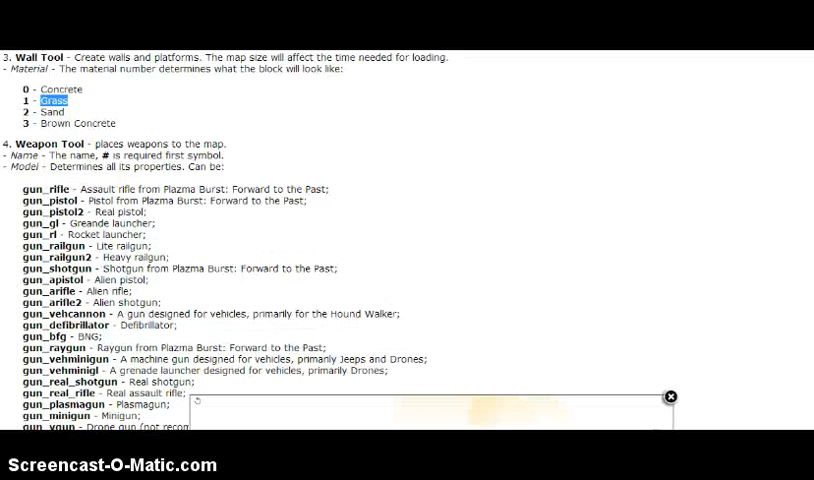 3. Wall Tool - Create walls and platforms. The map size will affect the time needed for loading.
- Material - The material number determines what the block will look like:
0 - Concrete
1 - Grass
2 - Sand
3 - Brown Concrete
4. Weapon Tool - places weapons to the map.
- Name - The name, # is required first symbol.
- Model - Determines all its properties. Can be:
gun_rifle - Assault rifle from Plazma Burst: Forward to the Past;
gun_pistol - Pistol from Plazma Burst: Forward to the Past;
gun_pistol2 - Real pistol;
gun_gl - Greande launcher;
gun_rl - Rocket launcher;
gun_railgun - Lite railgun;
gun_railgun2 - Heavy railgun;
gun_shotgun - Shotgun from Plazma Burst: Forward to the Past;
gun_apistol - Alien pistol;
gun_arifle - Alien rifle;
gun_arifle2 - Alien shotgun;
gun_vehcannon - A gun designed for vehicles, primarily for the Hound Walker;
gun_defibrillator - Defibrillator;
gun_bfg - BNG;
gun_raygun - Raygun from Plazma Burst: Forward to the Past;
gun_vehminigun - A machine gun designed for vehicles, primarily Jeeps and Drones;
gun_vehminigl - A grenade launcher designed for vehicles, primarily Drones;
gun_real_shotgun - Real shotgun;
gun_real_rifle - Real assault rifle;
gun_plasmagun - Plasmagun;
gun_minigun - Minigun;
gun_vgun - Drone gun (not recom
Screencast-O-Matic.com